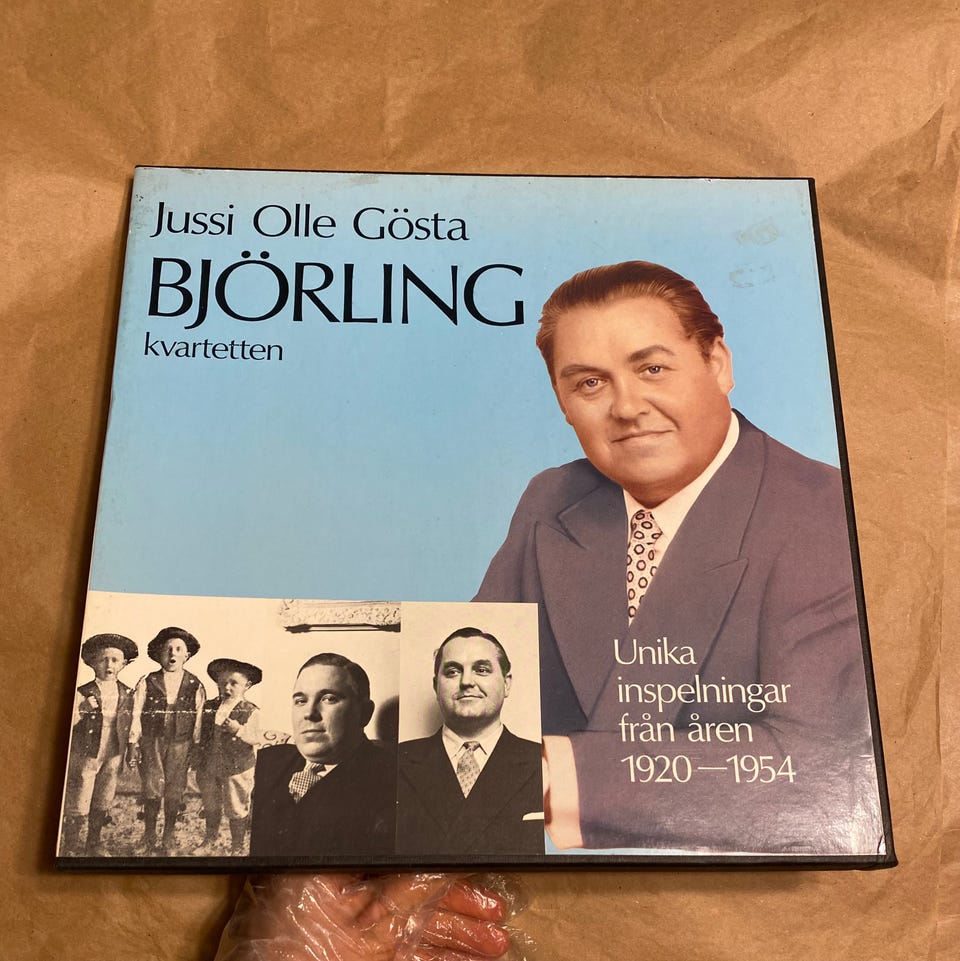 Jussi Olle Gösta
BJÖRLING
kvartetten
Unika
inspelningar
från åren
1920—1954